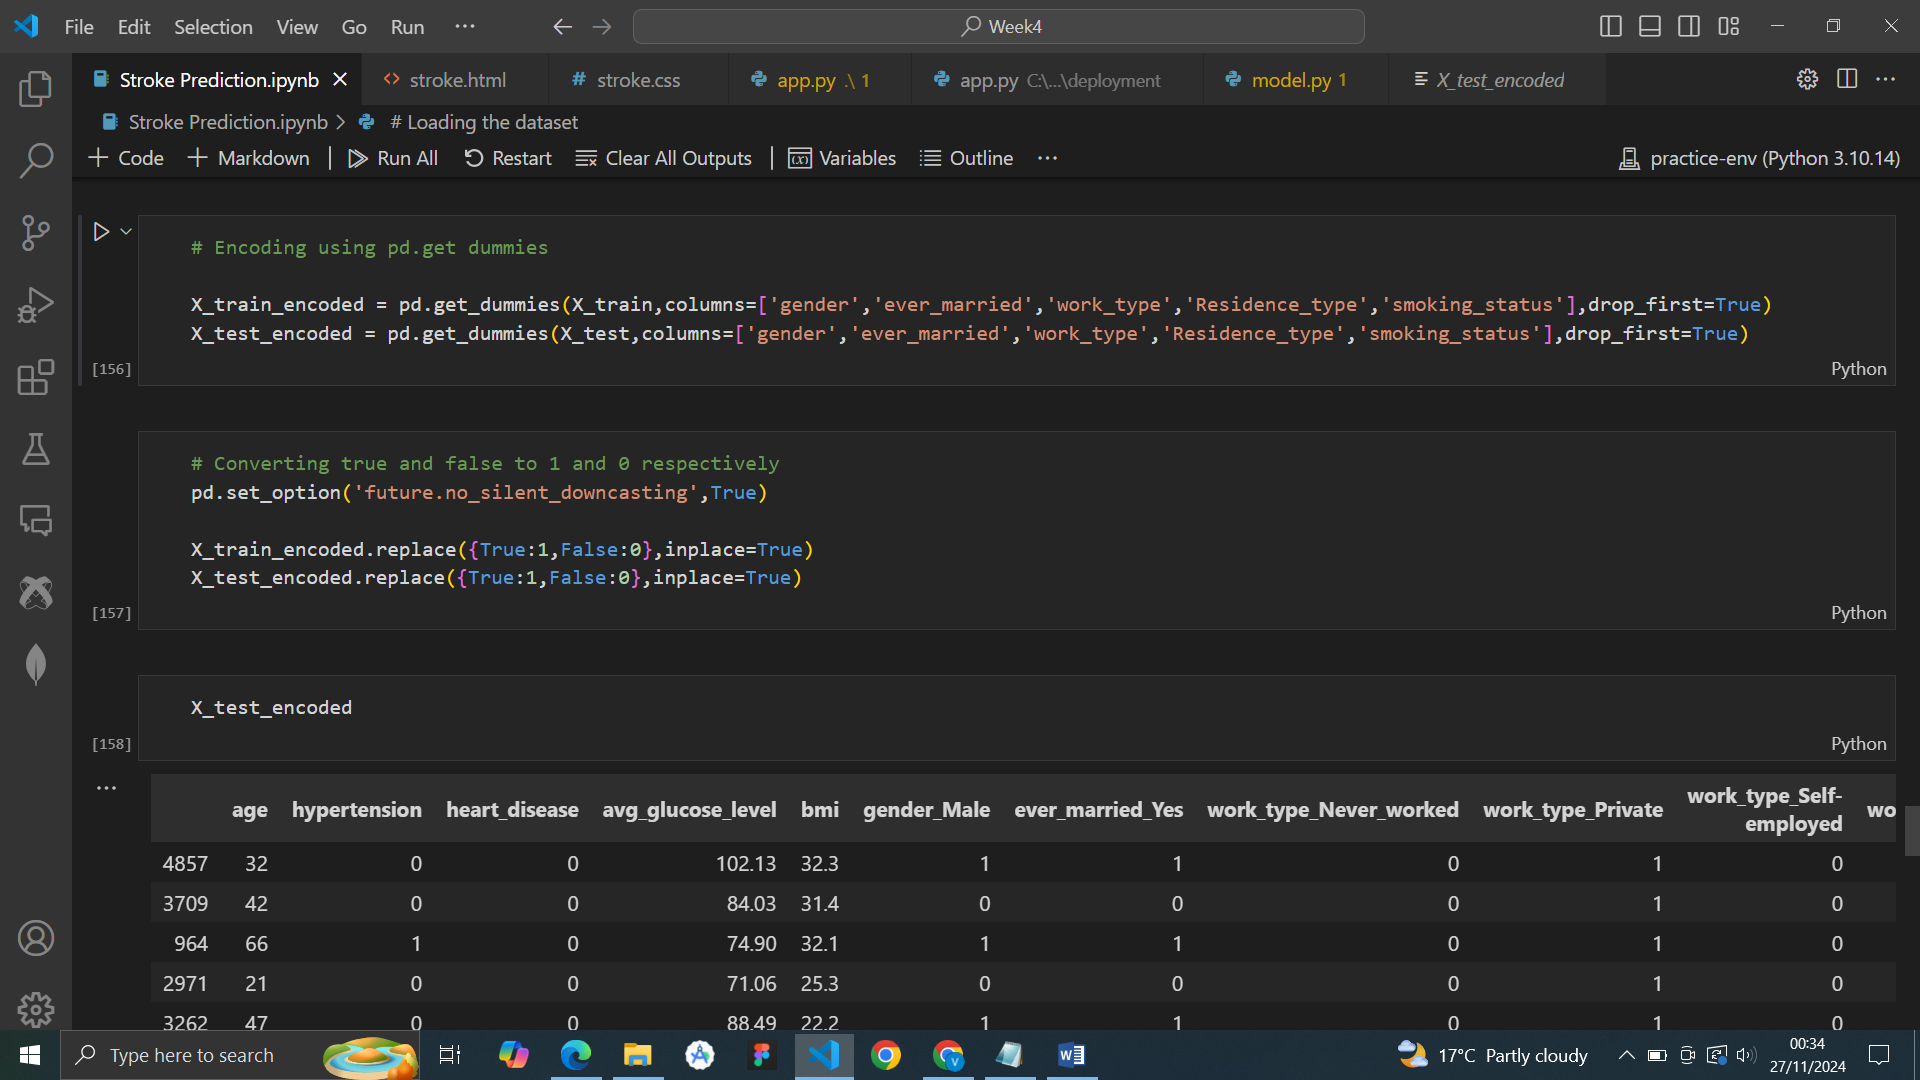 File Edit Selection View Go Run ···
Week4
Stroke Prediction.ipynb
stroke.html
stroke.css
app.py .\ 1
app.py C:\...\deployment
model.py 1
X_test_encoded
Stroke Prediction.ipynb > # Loading the dataset
+ Code + Markdown Run All Restart Clear All Outputs Variables Outline ···
practice-env (Python 3.10.14)
# Encoding using pd.get dummies
X_train_encoded = pd.get_dummies(X_train,columns=['gender','ever_married','work_type','Residence_type','smoking_status'],drop_first=True)
X_test_encoded = pd.get_dummies(X_test,columns=['gender','ever_married','work_type','Residence_type','smoking_status'],drop_first=True)
[156]
Python
# Converting true and false to 1 and 0 respectively
pd.set_option('future.no_silent_downcasting',True)
X_train_encoded.replace({True:1,False:0},inplace=True)
X_test_encoded.replace({True:1,False:0},inplace=True)
[157]
Python
X_test_encoded
[158]
Python
age hypertension heart_disease avg_glucose_level bmi gender_Male ever_married_Yes work_type_Never_worked work_type_Private work_type_Self-employed wo
4857 32 0 0 102.13 32.3 1 1 0 1 0
3709 42 0 0 84.03 31.4 0 0 0 1 0
964 66 1 0 74.90 32.1 1 1 0 1 0
2971 21 0 0 71.06 25.3 0 0 0 1 0
3262 47 0 0 88.49 22.2 1 1 0 1 0
Type here to search
17°C Partly cloudy
00:34
27/11/2024